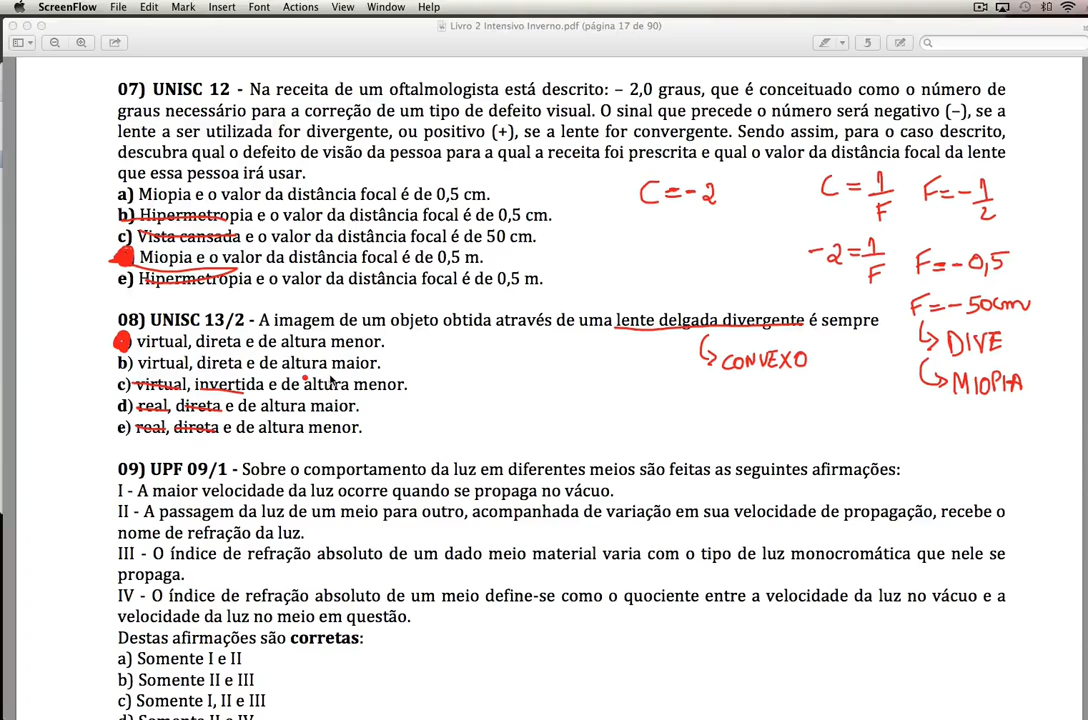 ScreenFlow File Edit Mark Insert Font Actions View Window Help
Livro 2 Intensivo Inverno.pdf (página 17 de 90)
5
07) UNISC 12 - Na receita de um oftalmologista está descrito: – 2,0 graus, que é conceituado como o número de
graus necessário para a correção de um tipo de defeito visual. O sinal que precede o número será negativo (–), se a
lente a ser utilizada for divergente, ou positivo (+), se a lente for convergente. Sendo assim, para o caso descrito,
descubra qual o defeito de visão da pessoa para a qual a receita foi prescrita e qual o valor da distância focal da lente
que essa pessoa irá usar.
a) Miopia e o valor da distância focal é de 0,5 cm.
b) Hipermetropia e o valor da distância focal é de 0,5 cm.
c) Vista cansada e o valor da distância focal é de 50 cm.
) Miopia e o valor da distância focal é de 0,5 m.
e) Hipermetropia e o valor da distância focal é de 0,5 m.
C = -2
C = 1/F
F = - 1/2
-2 = 1/F
F = -0,5
F = -50cm
DIVE
MIOPIA
08) UNISC 13/2 - A imagem de um objeto obtida através de uma lente delgada divergente é sempre
) virtual, direta e de altura menor.
b) virtual, direta e de altura maior.
c) virtual, invertida e de altura menor.
d) real, direta e de altura maior.
e) real, direta e de altura menor.
CONVEXO
09) UPF 09/1 - Sobre o comportamento da luz em diferentes meios são feitas as seguintes afirmações:
I - A maior velocidade da luz ocorre quando se propaga no vácuo.
II - A passagem da luz de um meio para outro, acompanhada de variação em sua velocidade de propagação, recebe o
nome de refração da luz.
III - O índice de refração absoluto de um dado meio material varia com o tipo de luz monocromática que nele se
propaga.
IV - O índice de refração absoluto de um meio define-se como o quociente entre a velocidade da luz no vácuo e a
velocidade da luz no meio em questão.
Destas afirmações são corretas:
a) Somente I e II
b) Somente II e III
c) Somente I, II e III
d) Somente II e IV